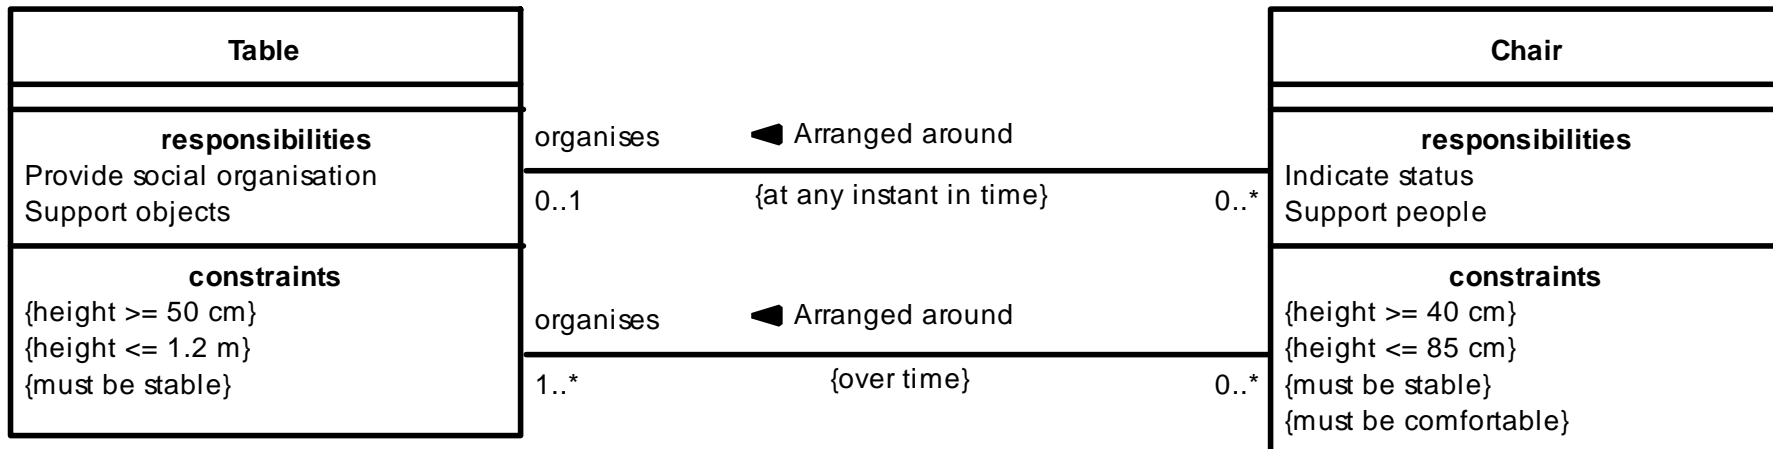 Table
responsibilities
Provide social organisation
Support objects
constraints
{height >= 50 cm}
{height <= 1.2 m}
{must be stable}
organises
Arranged around
0..1
{at any instant in time}
0..*
organises
Arranged around
1..*
{over time}
0..*
Chair
responsibilities
Indicate status
Support people
constraints
{height >= 40 cm}
{height <= 85 cm}
{must be stable}
{must be comfortable}